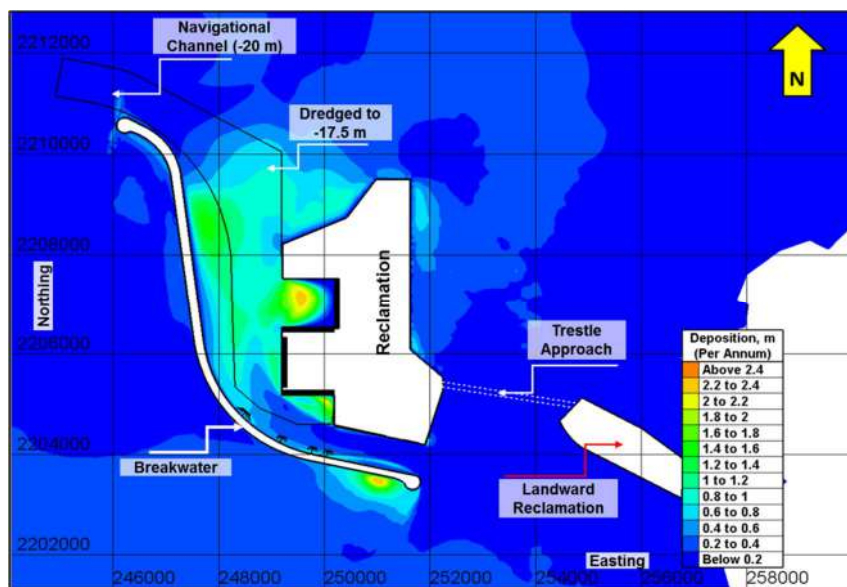 Navigational
Channel (-20 m)
N
Dredged to
-17.5 m
2212000
2210000
2208000
2206000
2204000
2202000
Northing
Reclamation
Trestle
Approach
Breakwater
Landward
Reclamation
Deposition, m
(Per Annum)
Above 2.4
2.2 to 2.4
2 to 2.2
1.8 to 2
1.6 to 1.8
1.4 to 1.6
1.2 to 1.4
1 to 1.2
0.8 to 1
0.6 to 0.8
0.4 to 0.6
0.2 to 0.4
Below 0.2
Easting
246000
248000
250000
252000
254000
256000
258000